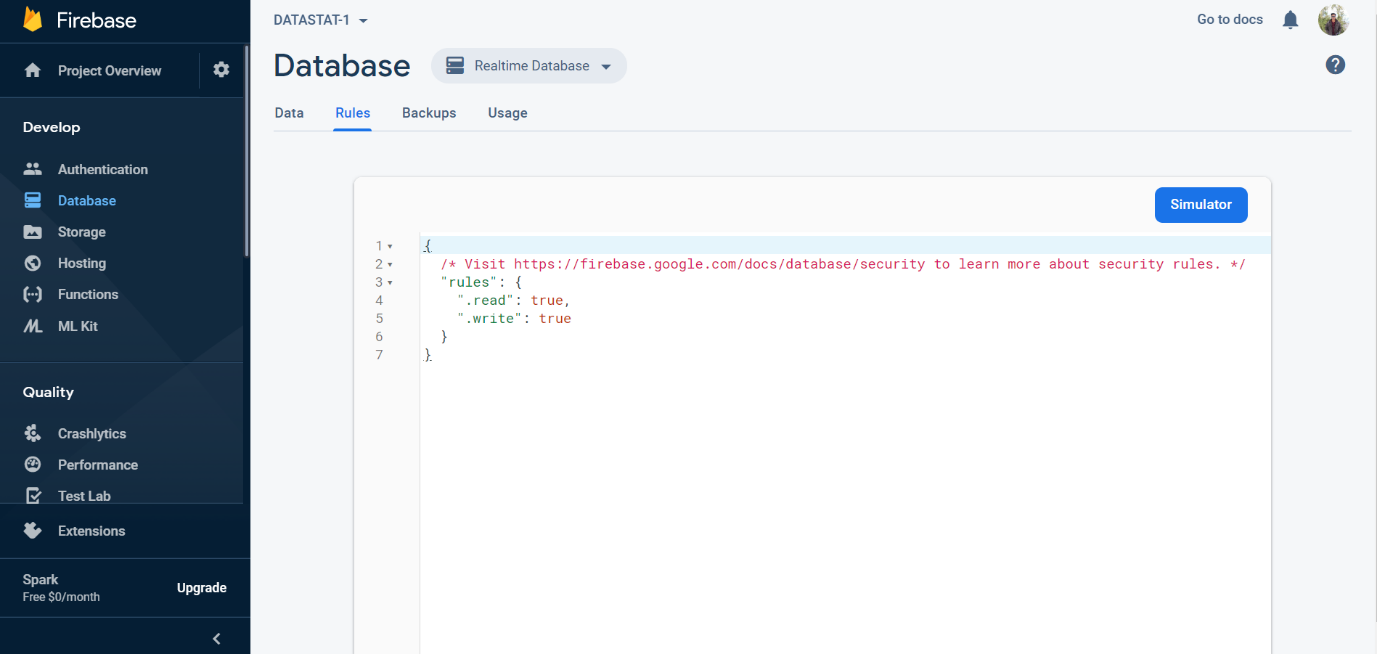 Firebase
Project Overview
Develop
Authentication
Database
Storage
Hosting
Functions
ML Kit
Quality
Crashlytics
Performance
Test Lab
Extensions
Spark
Free $0/month
Upgrade
DATASTAT-1
Go to docs
Database
Realtime Database
Data Rules Backups Usage
Simulator
1 {
2 /* Visit https://firebase.google.com/docs/database/security to learn more about security rules. */
3 "rules": {
4 ".read": true,
5 ".write": true
6 }
7 }